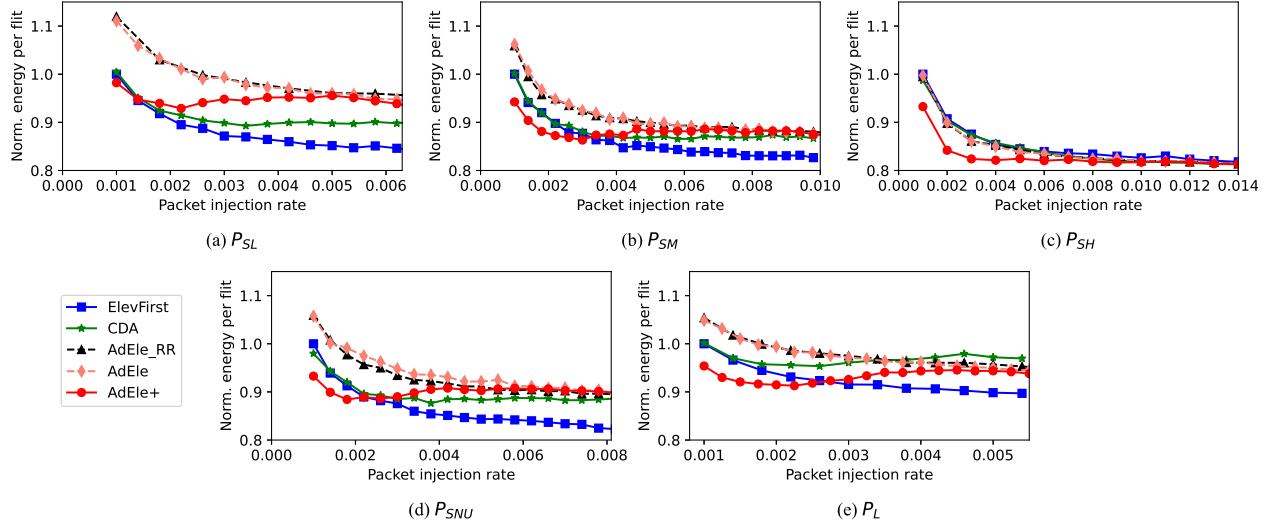 Norm. energy per flit
1.1
1.0
0.9
0.8
0.000 0.001 0.002 0.003 0.004 0.005 0.006
Packet injection rate
(a) P_SL
Norm. energy per flit
1.1
1.0
0.9
0.8
0.000 0.002 0.004 0.006 0.008 0.010
Packet injection rate
(b) P_SM
Norm. energy per flit
1.1
1.0
0.9
0.8
0.000 0.002 0.004 0.006 0.008 0.010 0.012 0.014
Packet injection rate
(c) P_SH
ElevFirst
CDA
AdEle_RR
AdEle
AdEle+
Norm. energy per flit
1.1
1.0
0.9
0.8
0.000 0.002 0.004 0.006 0.008
Packet injection rate
(d) P_SNU
Norm. energy per flit
1.1
1.0
0.9
0.8
0.001 0.002 0.003 0.004 0.005
Packet injection rate
(e) P_L